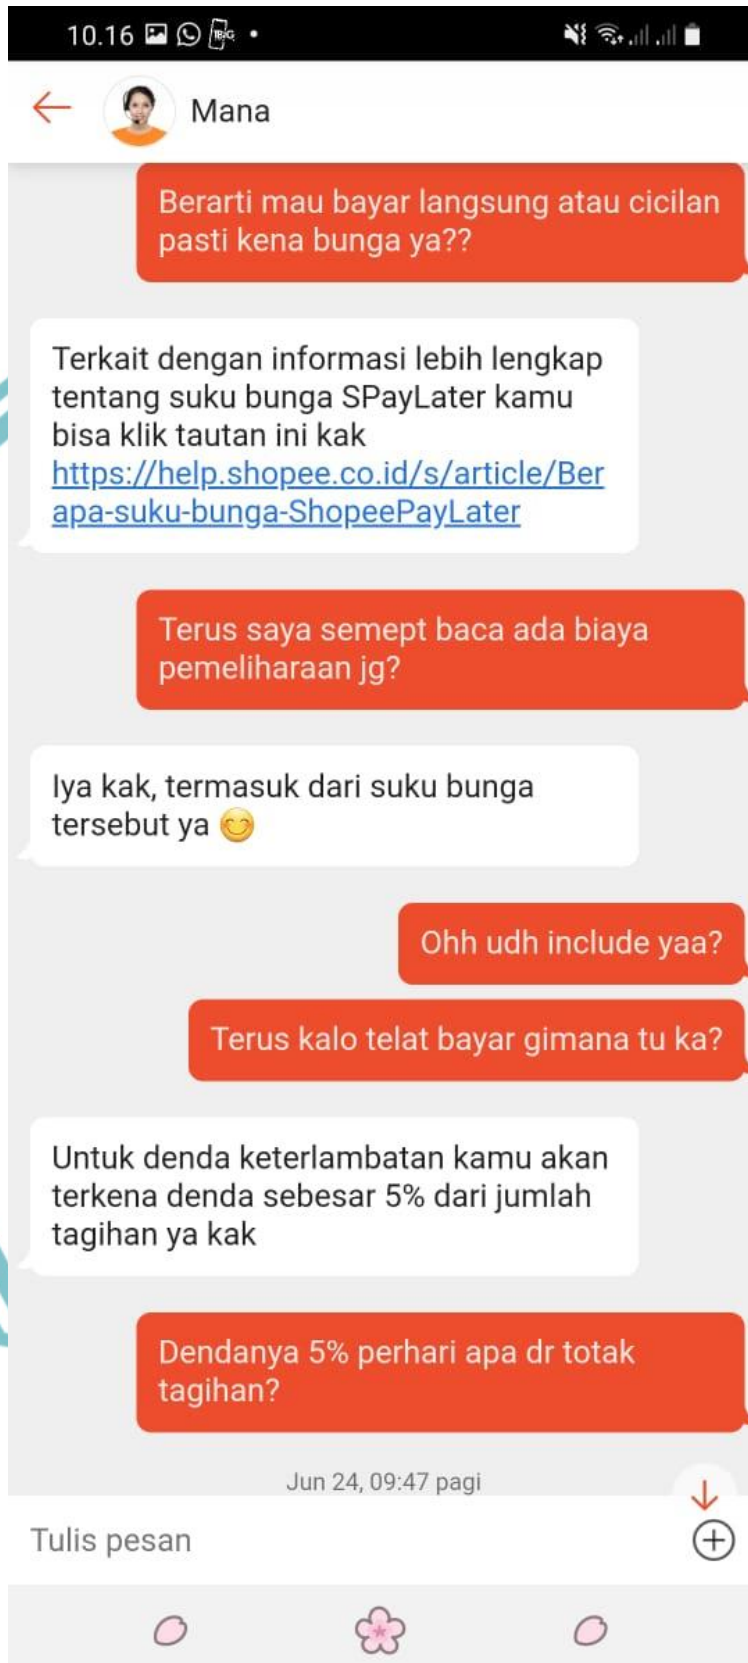 10.16
Mana
Berarti mau bayar langsung atau cicilan
pasti kena bunga ya??
Terkait dengan informasi lebih lengkap
tentang suku bunga SPayLater kamu
bisa klik tautan ini kak
https://help.shopee.co.id/s/article/Ber
apa-suku-bunga-ShopeePayLater
Terus saya semept baca ada biaya
pemeliharaan jg?
Iya kak, termasuk dari suku bunga
tersebut ya 😊
Ohh udh include yaa?
Terus kalo telat bayar gimana tu ka?
Untuk denda keterlambatan kamu akan
terkena denda sebesar 5% dari jumlah
tagihan ya kak
Dendanya 5% perhari apa dr totak
tagihan?
Jun 24, 09:47 pagi
Tulis pesan